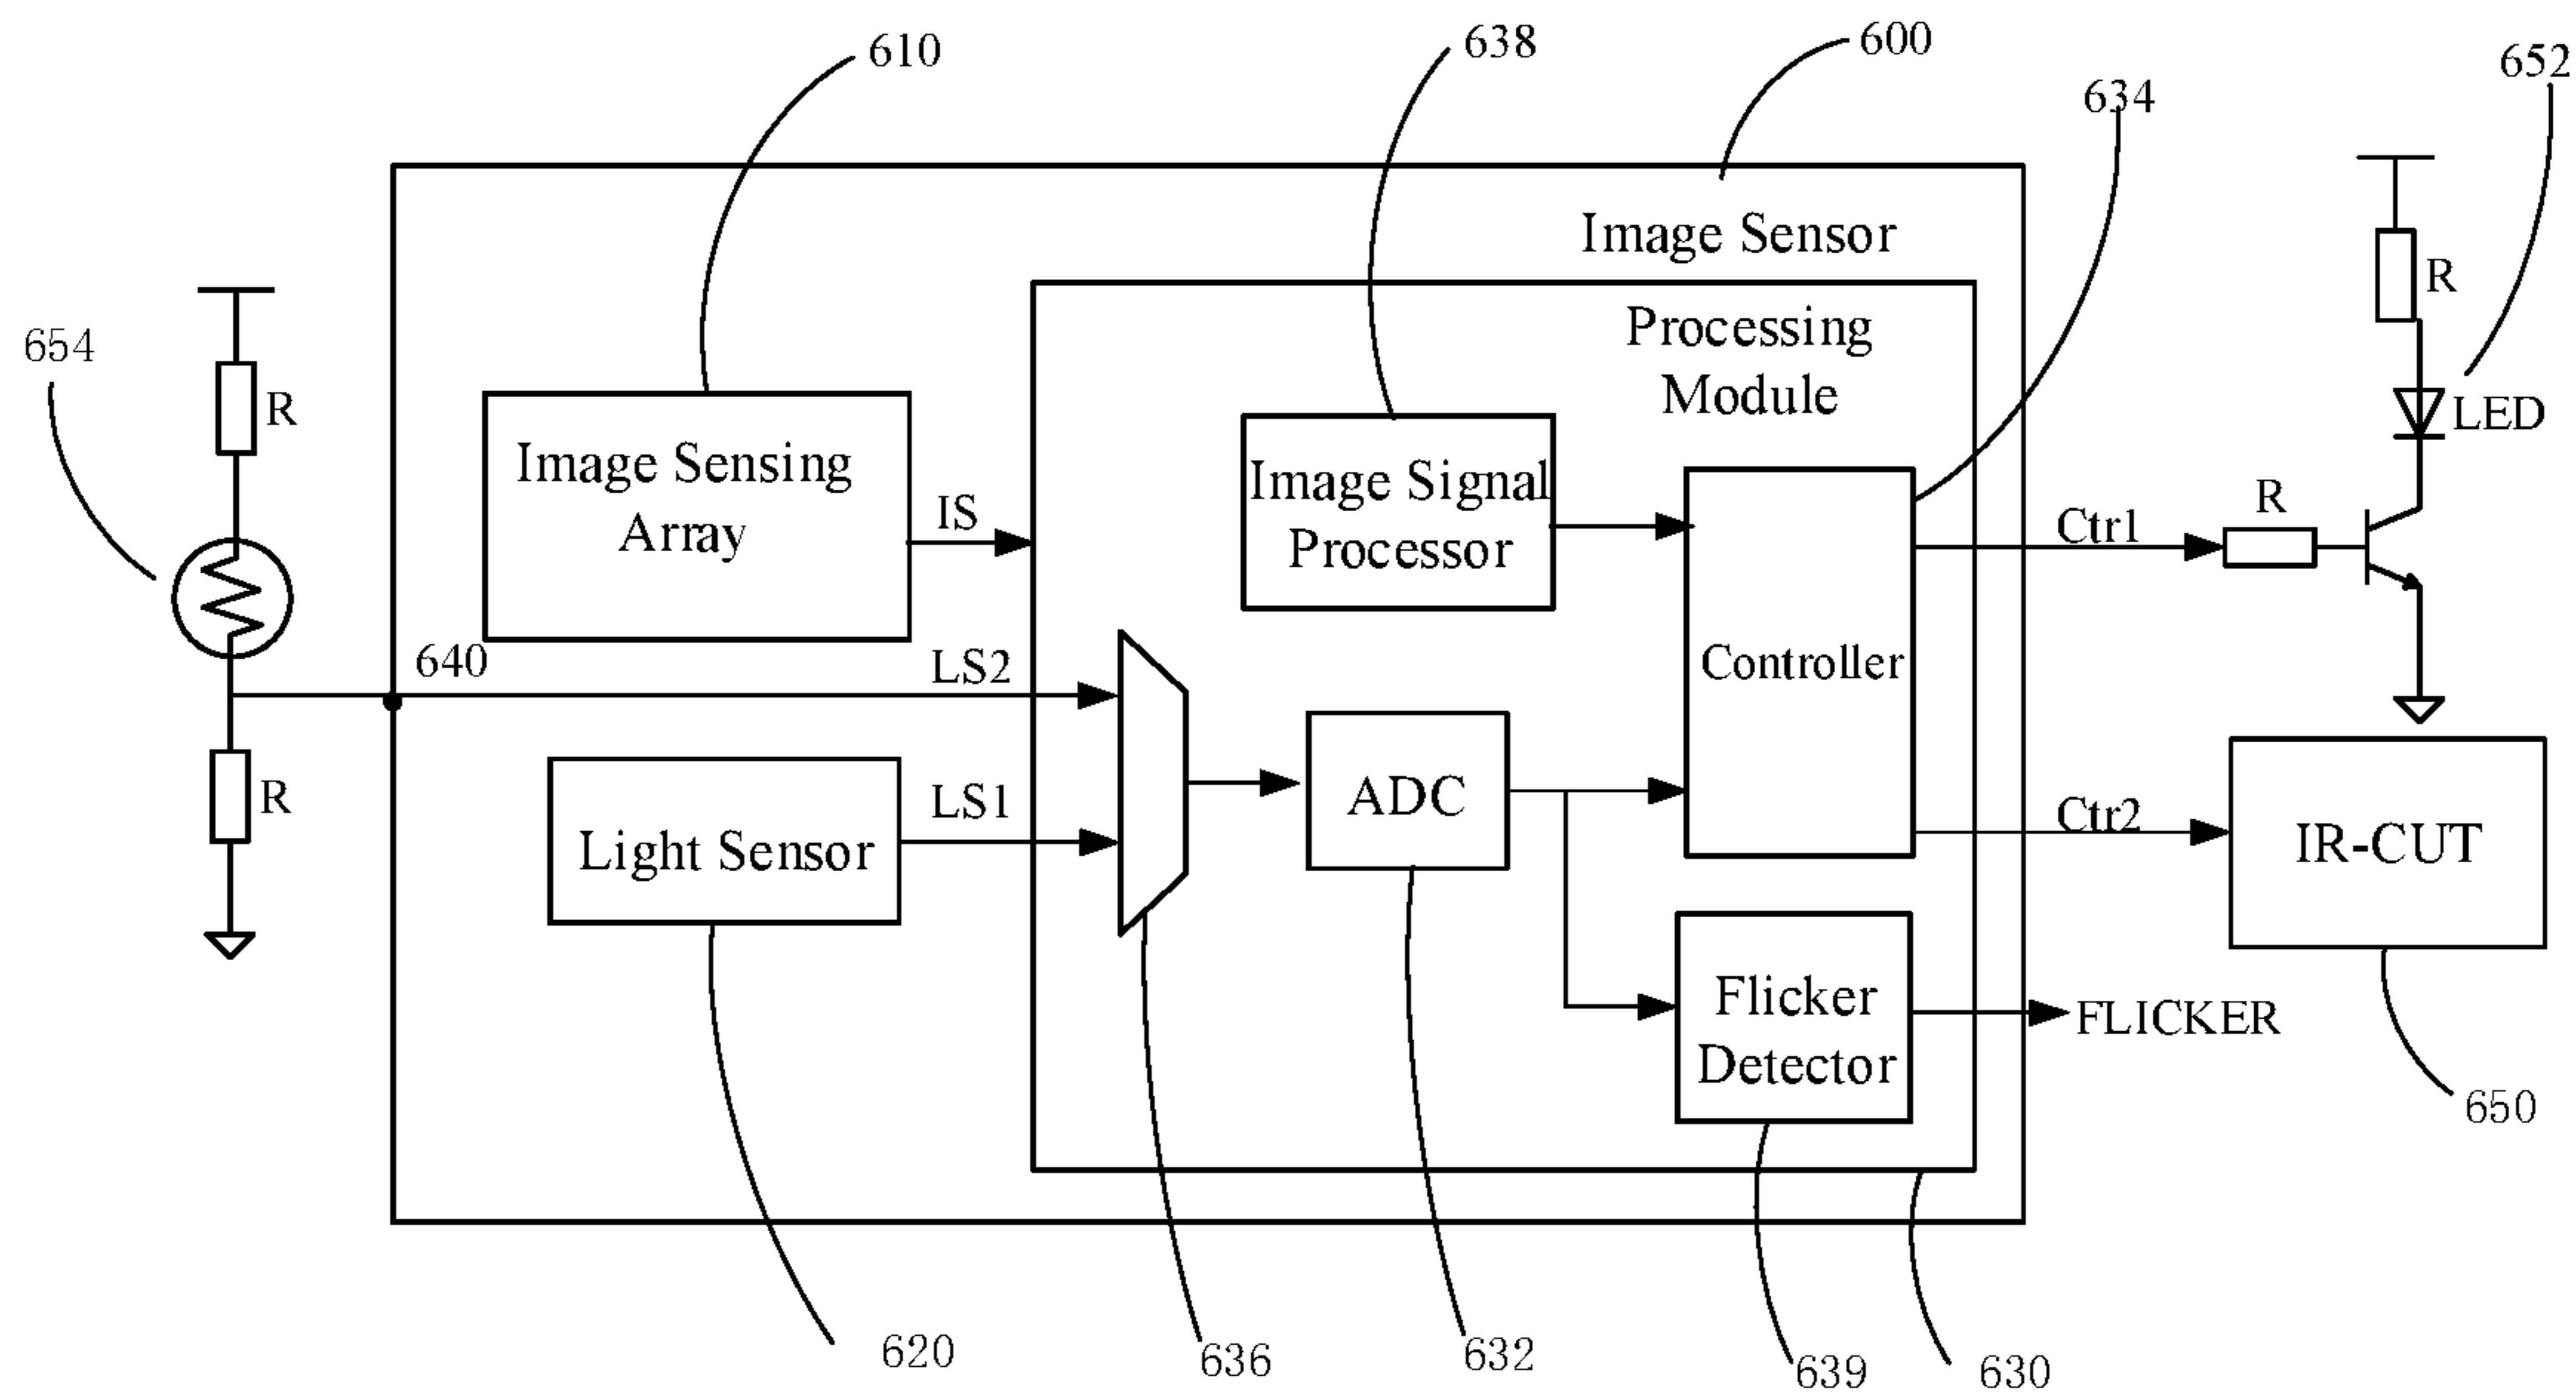 610
638
600
652
634
Image Sensor
Processing
Module
654
R
R
Image Sensing
Array
IS
Image Signal
Processor
LED
R
Ctr1
640
LS2
Controller
R
LS1
Light Sensor
ADC
Ctr2
IR-CUT
Flicker
Detector
FLICKER
650
620
636
632
639
630